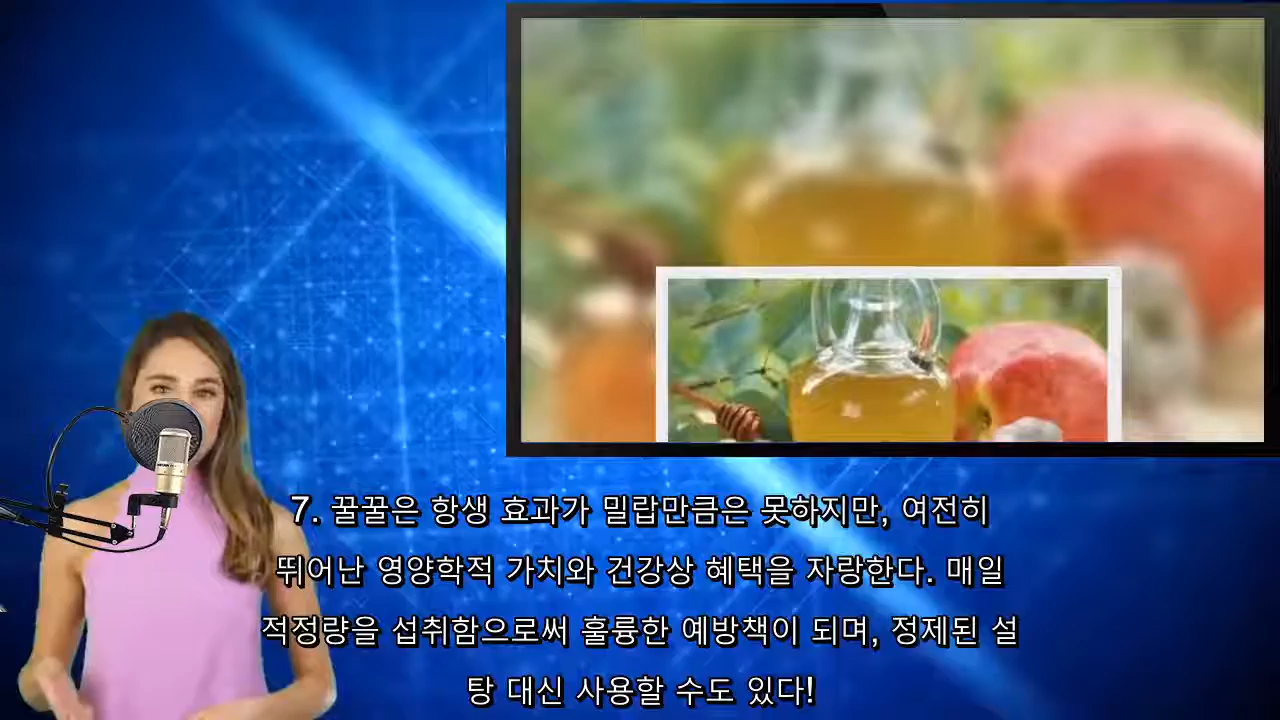 7. 꿀꿀은 항생 효과가 밀랍만큼은 못하지만, 여전히
뛰어난 영양학적 가치와 건강상 혜택을 자랑한다. 매일
적정량을 섭취함으로써 훌륭한 예방책이 되며, 정제된 설
탕 대신 사용할 수도 있다!